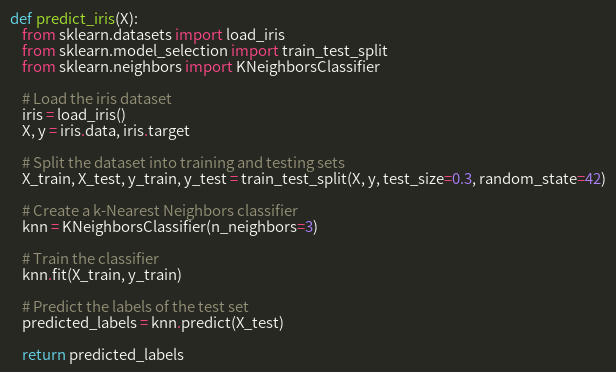 def predict_iris(X):
from sklearn.datasets import load_iris
from sklearn.model_selection import train_test_split
from sklearn.neighbors import KNeighborsClassifier
# Load the iris dataset
iris = load_iris()
X, y = iris.data, iris.target
# Split the dataset into training and testing sets
X_train, X_test, y_train, y_test = train_test_split(X, y, test_size=0.3, random_state=42)
# Create a k-Nearest Neighbors classifier
knn = KNeighborsClassifier(n_neighbors=3)
# Train the classifier
knn.fit(X_train, y_train)
# Predict the labels of the test set
predicted_labels = knn.predict(X_test)
return predicted_labels